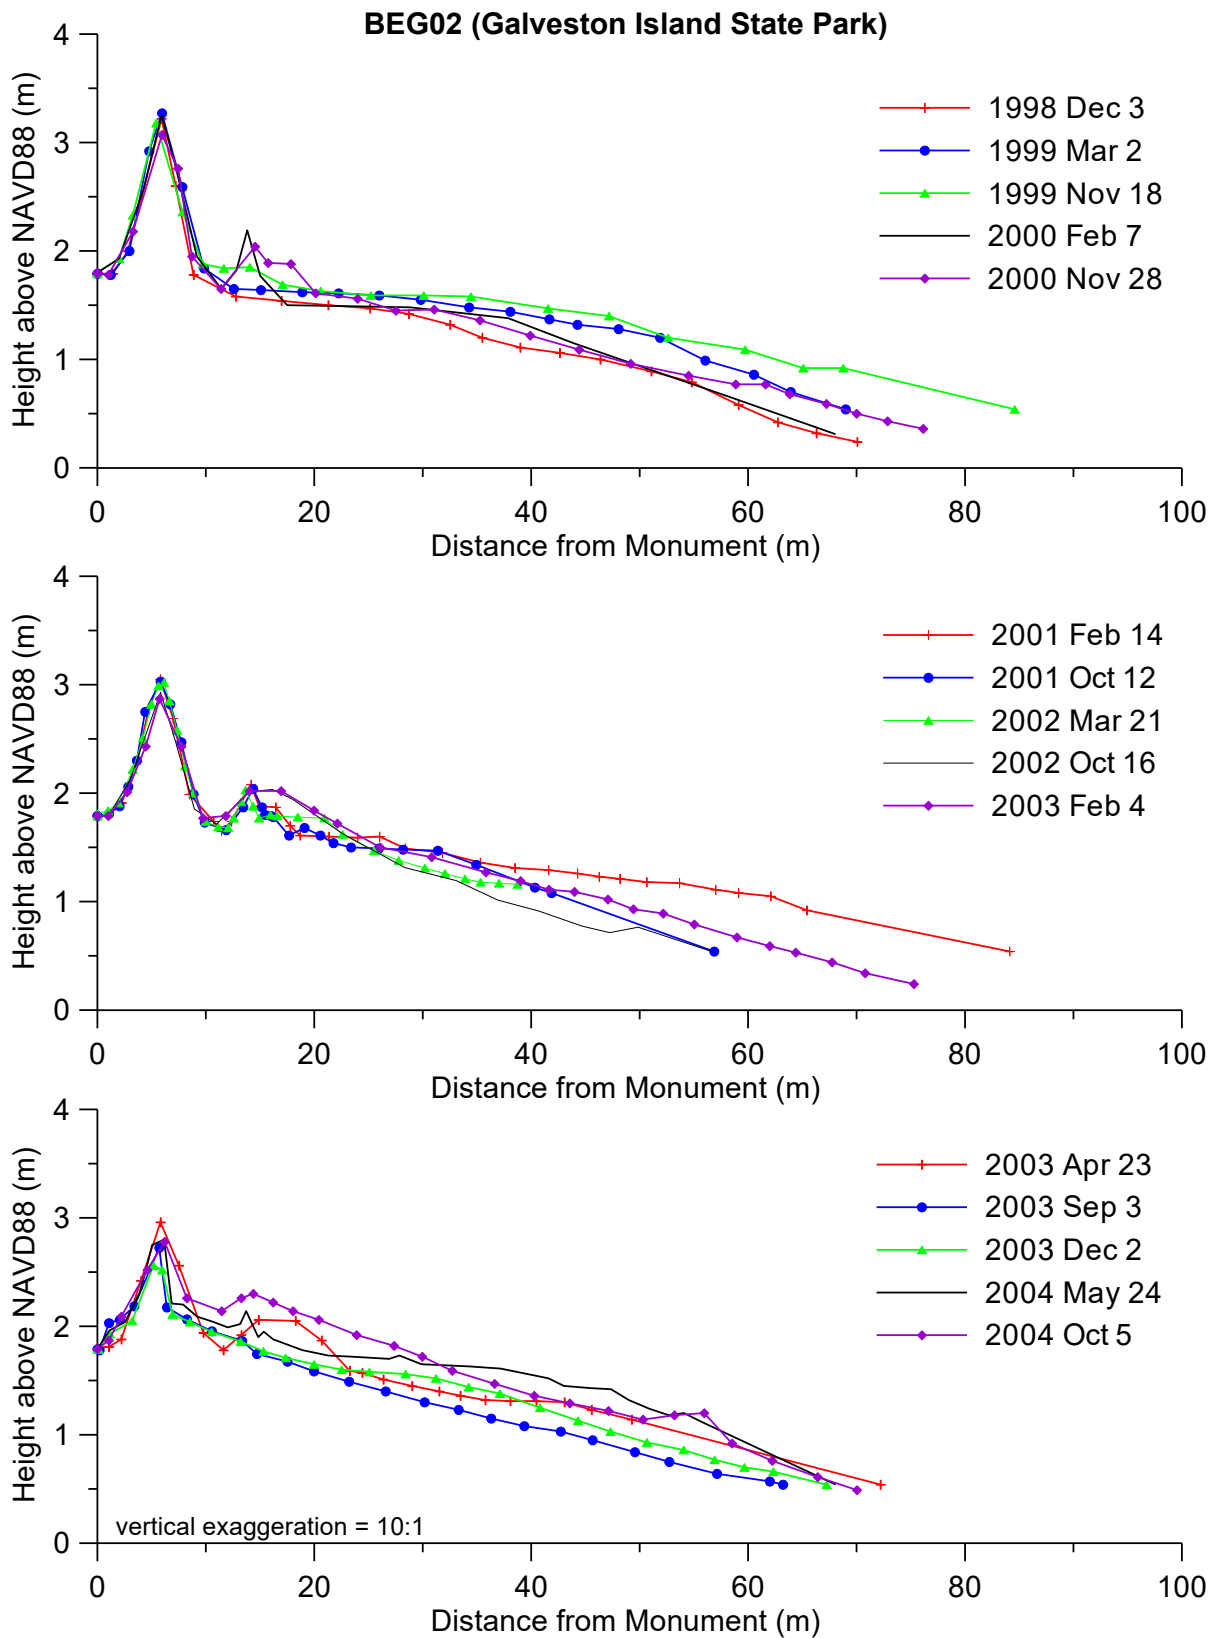 BEG02 (Galveston Island State Park)
4
3
2
1
0
Height above NAVD88 (m)
1998 Dec 3
1999 Mar 2
1999 Nov 18
2000 Feb 7
2000 Nov 28
0 20 40 60 80 100
Distance from Monument (m)
4
3
2
1
0
Height above NAVD88 (m)
2001 Feb 14
2001 Oct 12
2002 Mar 21
2002 Oct 16
2003 Feb 4
0 20 40 60 80 100
Distance from Monument (m)
4
3
2
1
0
Height above NAVD88 (m)
2003 Apr 23
2003 Sep 3
2003 Dec 2
2004 May 24
2004 Oct 5
vertical exaggeration = 10:1
0 20 40 60 80 100
Distance from Monument (m)